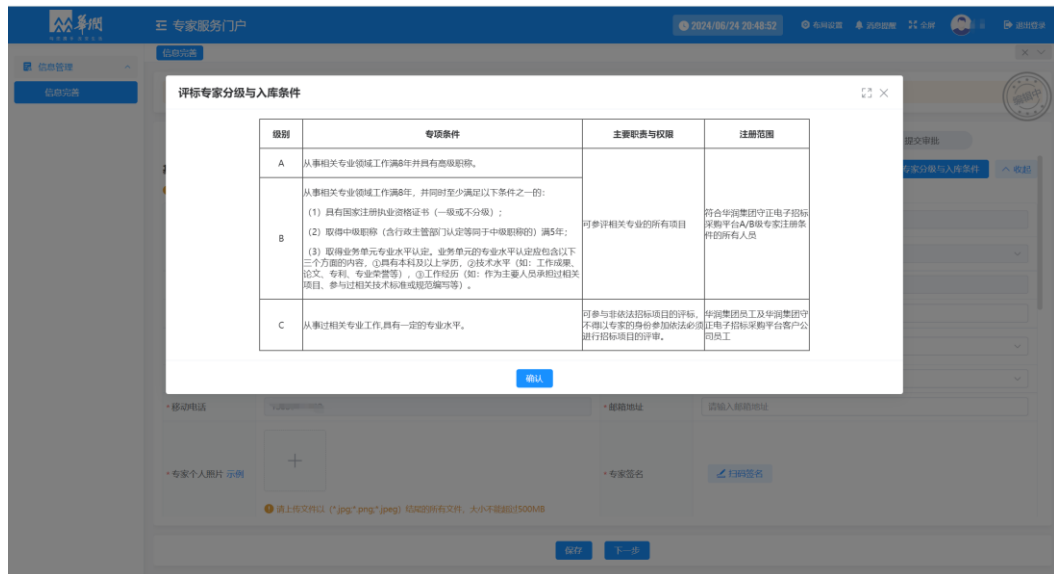 華潤
专家服务门户
2024/06/24 20:48:52
布局设置
消息提醒
全屏
退出登录
信息管理
信息完善
信息完善
评标专家分级与入库条件
级别
专项条件
主要职责与权限
注册范围
A
从事相关专业领域工作满8年并具有高级职称。
B
从事相关专业领域工作满8年，并同时至少满足以下条件之一的：
（1）具有国家注册执业资格证书（一级或不分级）；
（2）取得中级职称（含行政主管部门认定等同于中级职称的）满5年；
（3）取得业务单元专业水平认定。业务单元的专业水平认定应包含以下
三个方面的内容，①具有本科及以上学历，②技术水平（如：工作成果、
论文、专利、专业荣誉等），③工作经历（如：作为主要人员承担过相关
项目、参与过相关技术标准或规范编写等）。
可参评相关专业的所有项目
符合华润集团守正电子招标
采购平台A/B级专家注册条
件的所有人员
C
从事过相关专业工作,具有一定的专业水平。
可参与非依法招标项目的评标，
不得以专家的身份参加依法必须
进行招标项目的评审。
华润集团员工及华润集团守
正电子招标采购平台客户公
司员工
确认
提交审批
专家分级与入库条件
收起
*移动电话
*邮箱地址
请输入邮箱地址
*专家个人照片 示例
*专家签名
扫码签名
请上传文件以（*.jpg;*.png;*.jpeg）结尾的所有文件，大小不能超过500MB
保存
下一步